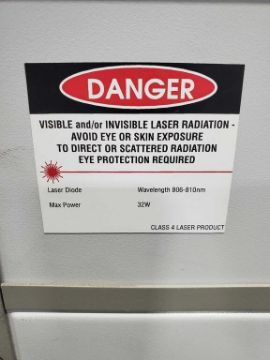 DANGER
VISIBLE and/or INVISIBLE LASER RADIATION -
AVOID EYE OR SKIN EXPOSURE
TO DIRECT OR SCATTERED RADIATION
EYE PROTECTION REQUIRED
Laser Diode Wavelength 806-810nm
Max Power 32W
CLASS 4 LASER PRODUCT